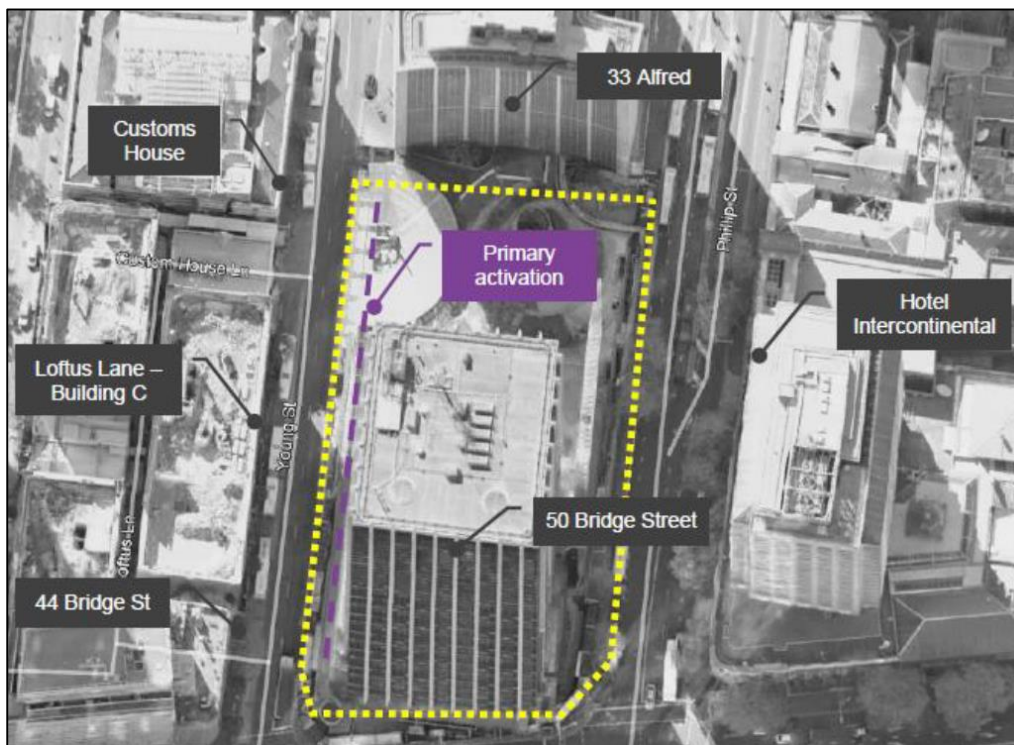 33 Alfred
Customs
House
Phillip St
Primary
activation
Custom House Ln
Hotel
Intercontinental
Loftus Lane –
Building C
Young St
50 Bridge Street
oftus Ln
44 Bridge St